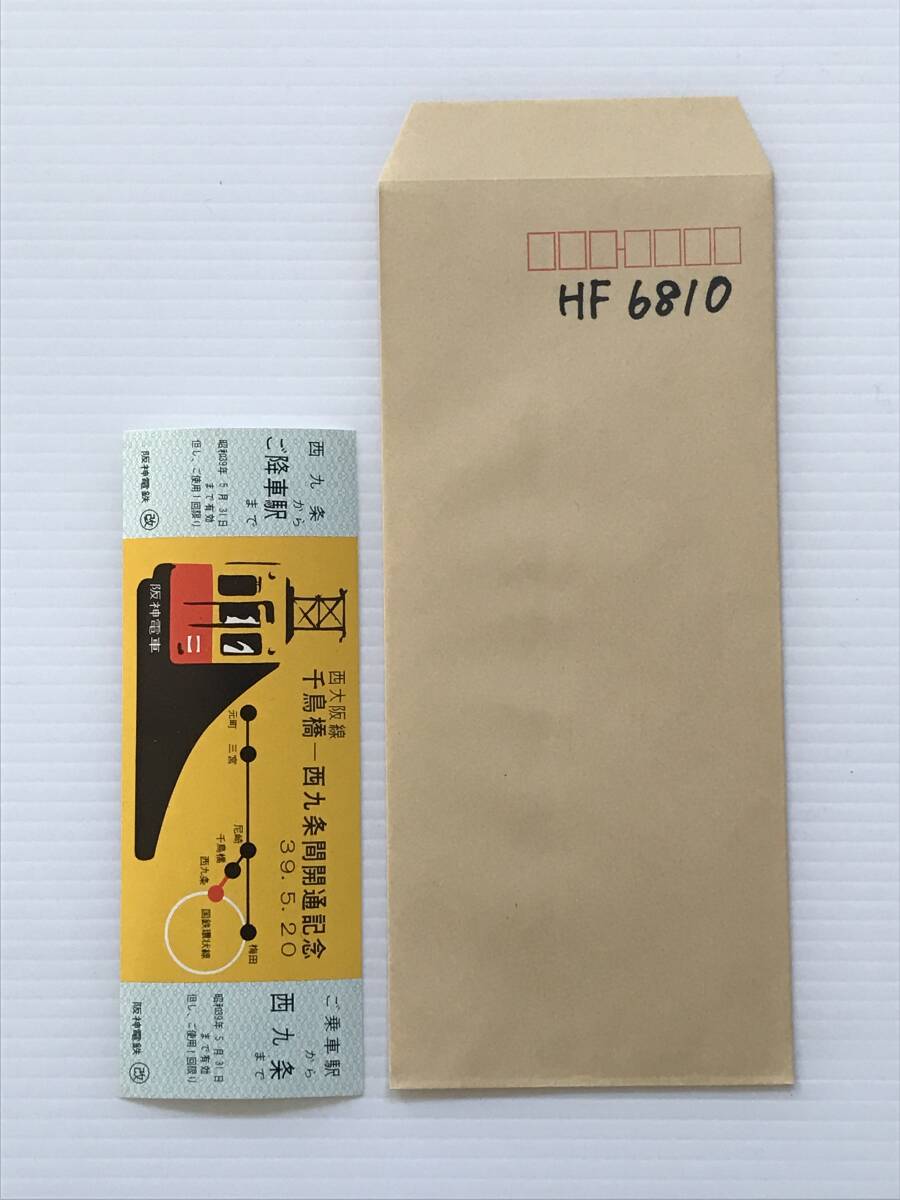 HF 6810
西九条から
ご降車駅まで
昭和39年5月31日
まで有効
但し、ご使用1回限り
阪神電鉄 改
西大阪線
千鳥橋―西九条間開通記念
39.5.20
阪神電車
元町
三宮
尼崎
千鳥橋
西九条
梅田
国鉄環状線
ご乗車駅から
西九条まで
昭和39年5月31日
まで有効
但し、ご使用1回限り
阪神電鉄 改